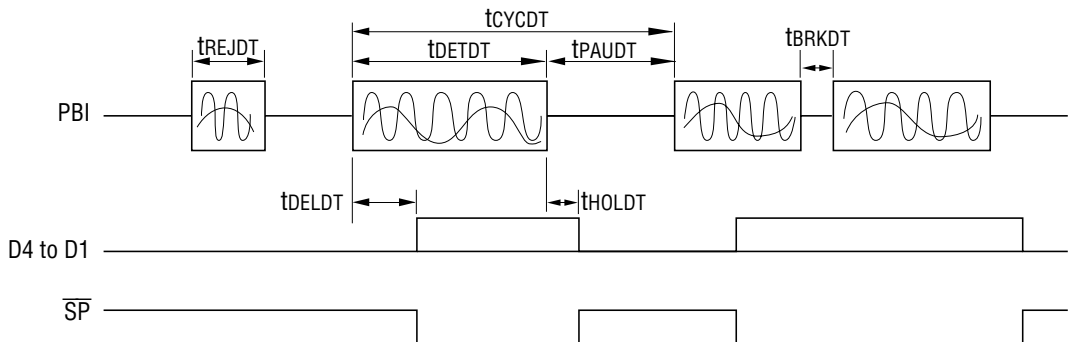 tCYCDT
tREJDT
tDETDT
tPAUDT
tBRKDT
PBI
tDELDT
tHOLDT
D4 to D1
SP